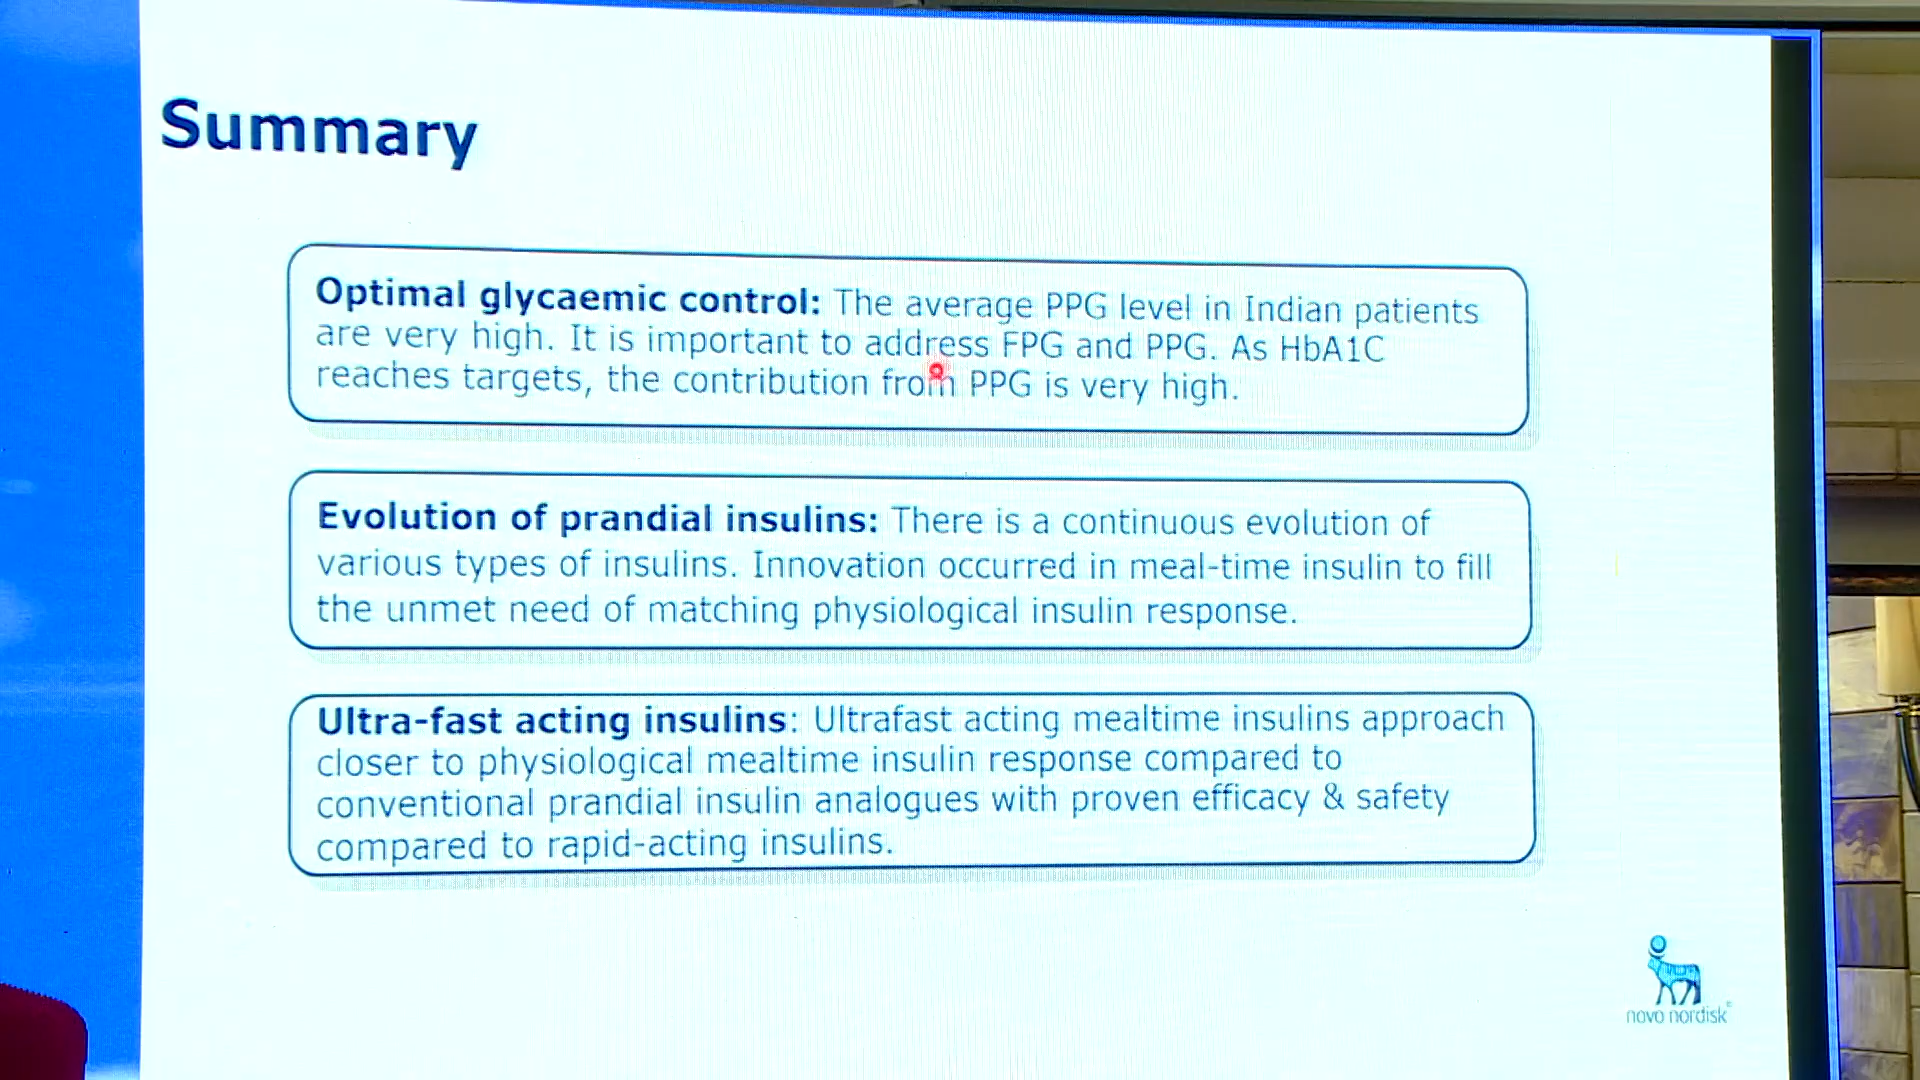 Summary
Optimal glycaemic control: The average PPG level in Indian patients
are very high. It is important to address FPG and PPG. As HbA1C
reaches targets, the contribution from PPG is very high.
Evolution of prandial insulins: There is a continuous evolution of
various types of insulins. Innovation occurred in meal-time insulin to fill
the unmet need of matching physiological insulin response.
Ultra-fast acting insulins: Ultrafast acting mealtime insulins approach
closer to physiological mealtime insulin response compared to
conventional prandial insulin analogues with proven efficacy & safety
compared to rapid-acting insulins.
novo nordisk®